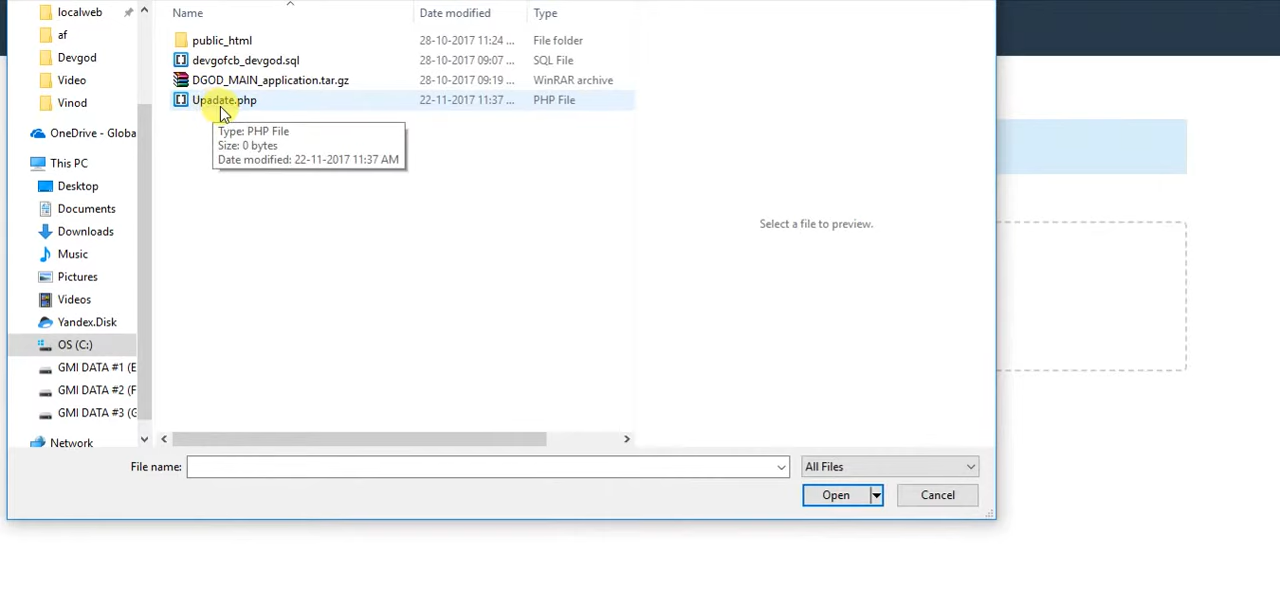 localweb
af
Devgod
Video
Vinod
OneDrive - Globa
This PC
Desktop
Documents
Downloads
Music
Pictures
Videos
Yandex.Disk
OS (C:)
GMI DATA #1 (E
GMI DATA #2 (F
GMI DATA #3 (G
Network
Name Date modified Type
public_html 28-10-2017 11:24 ... File folder
devgofcb_devgod.sql 28-10-2017 09:07 ... SQL File
DGOD_MAIN_application.tar.gz 28-10-2017 09:19 ... WinRAR archive
Upadate.php 22-11-2017 11:37 ... PHP File
Type: PHP File
Size: 0 bytes
Date modified: 22-11-2017 11:37 AM
Select a file to preview.
File name: All Files
Open Cancel